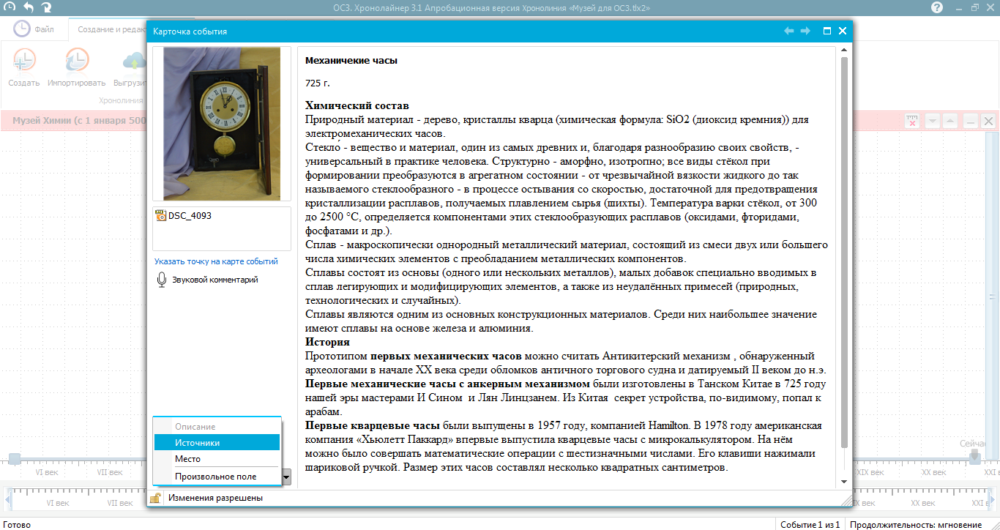 ОС3. Хронолайнер 3.1 Апробационная версия Хронолиния «Музей для ОС3.tlx2»
Файл
Создание и редак
Создать
Импортировать
Выгрузит
Хронолиния
Музей Химии (с 1 января 500
Карточка события
DSC_4093
Указать точку на карте событий
Звуковой комментарий
Механичекие часы
725 г.
Химический состав
Природный материал - дерево, кристаллы кварца (химическая формула: SiO2 (диоксид кремния)) для
электромеханических часов.
Стекло́ - вещество и материал, один из самых древних и, благодаря разнообразию своих свойств, -
универсальный в практике человека. Структурно - аморфно, изотропно; все виды стёкол при
формировании преобразуются в агрегатном состоянии - от чрезвычайной вязкости жидкого до так
называемого стеклообразного - в процессе остывания со скоростью, достаточной для предотвращения
кристаллизации расплавов, получаемых плавлением сырья (шихты). Температура варки стёкол, от 300
до 2500 °C, определяется компонентами этих стеклообразующих расплавов (оксидами, фторидами,
фосфатами и др.).
Сплав - макроскопически однородный металлический материал, состоящий из смеси двух или большего
числа химических элементов с преобладанием металлических компонентов.
Сплавы состоят из основы (одного или нескольких металлов), малых добавок специально вводимых в
сплав легирующих и модифицирующих элементов, а также из неудалённых примесей (природных,
технологических и случайных).
Сплавы являются одним из основных конструкционных материалов. Среди них наибольшее значение
имеют сплавы на основе железа и алюминия.
История
Прототипом первых механических часов можно считать Антикитерский механизм , обнаруженный
археологами в начале XX века среди обломков античного торгового судна и датируемый II веком до н.э.
Первые механические часы с анкерным механизмом были изготовлены в Танском Китае в 725 году
нашей эры мастерами И Сином  и Лян Линцзанем. Из Китая  секрет устройства, по-видимому, попал к
арабам.
Первые кварцевые часы были выпущены в 1957 году, компанией Hamilton. В 1978 году американская
компания «Хьюлетт Паккард» впервые выпустила кварцевые часы с микрокалькулятором. На нём
можно было совершать математические операции с шестизначными числами. Его клавиши нажимали
шариковой ручкой. Размер этих часов составлял несколько квадратных сантиметров.
Описание
Источники
Место
Произвольное поле
Изменения разрешены
Сейчас
VI век
VII век
XIX век
XX век
XXI
VI век
VII век
IX век
XX век
XXI в
Готово
Событие 1 из 1
Продолжительность: мгновение